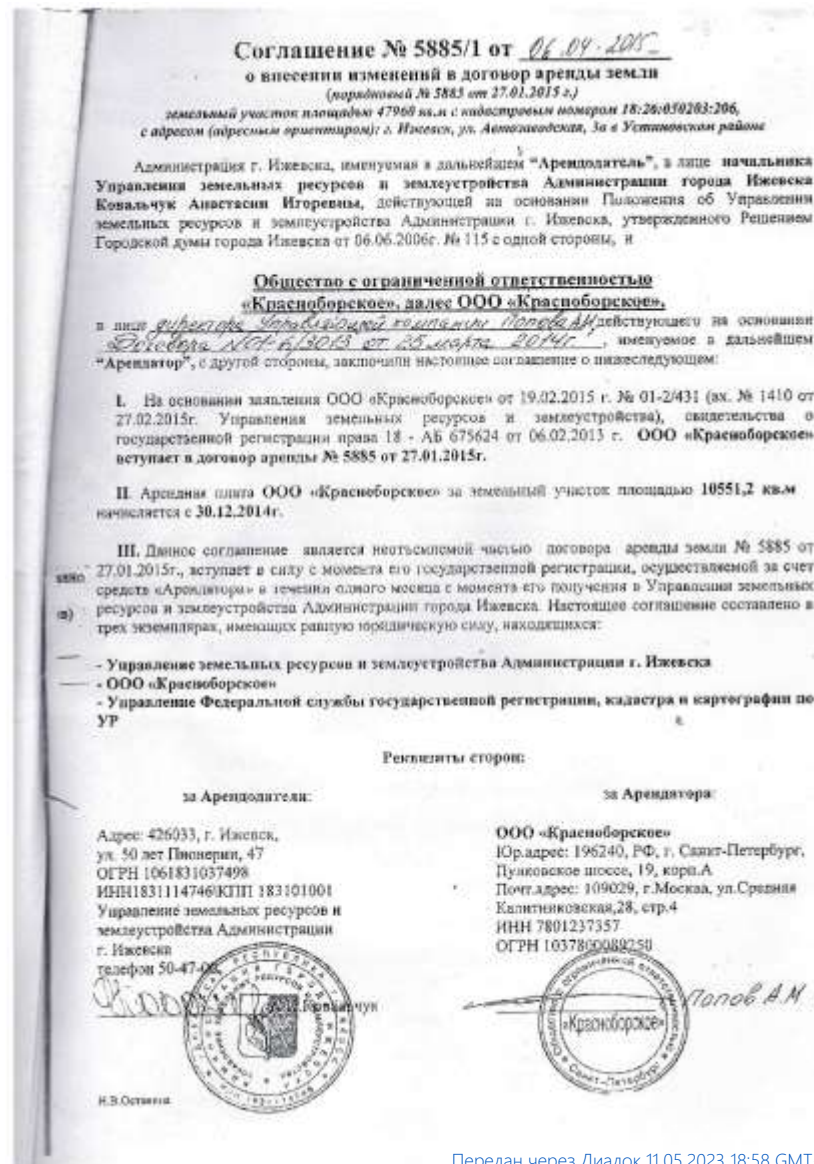 Соглашение № 5885/1 от 06.04.2015
о внесении изменений в договор аренды земли
(порядковый № 5885 от 27.01.2015 г.)
земельный участок площадью 47960 кв.м с кадастровым номером 18:26:050203:206,
с адресом (адресным ориентиром): г. Ижевск, ул. Автозаводская, 3а в Устиновском районе
Администрация г. Ижевска, именуемая в дальнейшем “Арендодатель”, в лице начальника
Управления земельных ресурсов и землеустройства Администрации города Ижевска
Ковальчук Анастасии Игоревны, действующей на основании Положения об Управлении
земельных ресурсов и землеустройства Администрации г. Ижевска, утвержденного Решением
Городской думы города Ижевска от 06.06.2006г. № 115 с одной стороны, и
Общество с ограниченной ответственностью
«Красноборское», далее ООО «Красноборское»,
в лице директора Управляющей компании Попова АМ действующего на основании
Договора от 25 марта 2014г , именуемое в дальнейшем
“Арендатор”, с другой стороны, заключили настоящее соглашение о нижеследующем:
I. На основании заявления ООО «Красноборское» от 19.02.2015 г. № 01-2/431 (вх. № 1410 от
27.02.2015г. Управления земельных ресурсов и землеустройства), свидетельства о
государственной регистрации права 18 - АБ 675624 от 06.02.2015 г. ООО «Красноборское»
вступает в договор аренды № 5885 от 27.01.2015г.
II. Арендная плата ООО «Красноборское» за земельный участок площадью 10551,2 кв.м
начисляется с 30.12.2014г.
III. Данное соглашение является неотъемлемой частью договора аренды земли № 5885 от
27.01.2015г., вступает в силу с момента его государственной регистрации, осуществляемой за счет
средств «Арендатора» в течении одного месяца с момента его получения в Управлении земельных
ресурсов и землеустройства Администрации города Ижевска. Настоящее соглашение составлено в
трех экземплярах, имеющих равную юридическую силу, находящихся:
- Управление земельных ресурсов и землеустройства Администрации г. Ижевска
- ООО «Красноборское»
- Управление Федеральной службы государственной регистрации, кадастра и картографии по
УР
Реквизиты сторон:
за Арендодателя:
Адрес: 426033, г. Ижевск,
ул. 50 лет Пионерии, 47
ОГРН 1061831037498
ИНН1831114746\КПП 183101001
Управление земельных ресурсов и
землеустройства Администрации
г. Ижевска
телефон 50-47-
за Арендатора:
ООО «Красноборское»
Юр.адрес: 196240, РФ, г. Санкт-Петербург,
Пулковское шоссе, 19, корп.А
Почт.адрес: 109029, г.Москва, ул.Средняя
Калитниковская,28, стр.4
ИНН 7801237357
ОГРН 1037800089250
Попов А.М
«Красноборское»
Санкт-Петербург
Передан через Диадок 11.05.2023 18:58 GMT